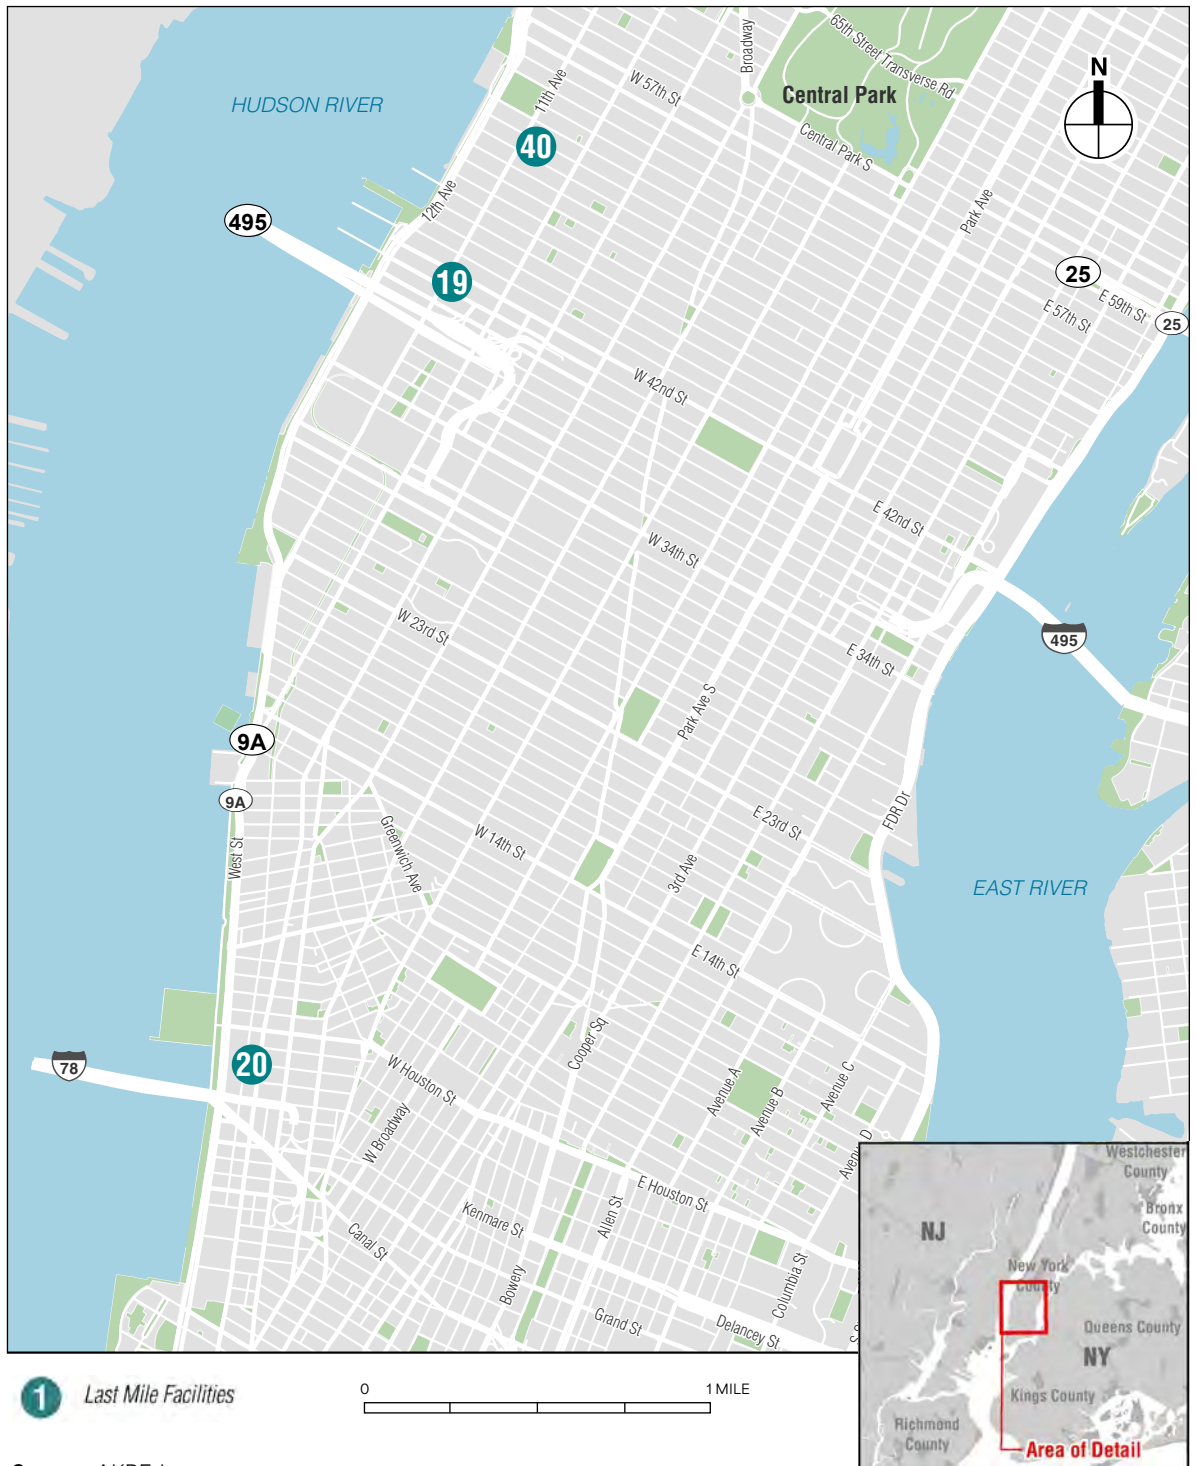 65th Street Transverse Rd
Broadway
W 57th St
11th Ave
N
HUDSON RIVER
Central Park
40
Central Park S
12th Ave
Park Ave
495
19
25
E 59th St
E 57th St
25
W 42nd St
E 42nd St
W 34th St
W 23rd St
495
E 34th St
Park Ave S
9A
9A
FDR Dr
E 23rd St
W 14th St
Greenwich Ave
West St
3rd Ave
EAST RIVER
E 14th St
Cooper Sq
20
78
W Houston St
Avenue A
Avenue B
Avenue C
W Broadway
E Houston St
Allen St
Kenmare St
Canal St
Bowery
Columbia St
Grand St
Delancey St
Westchester
County
Bronx
County
NJ
New York
County
Queens County
NY
Kings County
Richmond
County
Area of Detail
1 Last Mile Facilities
0 1 MILE